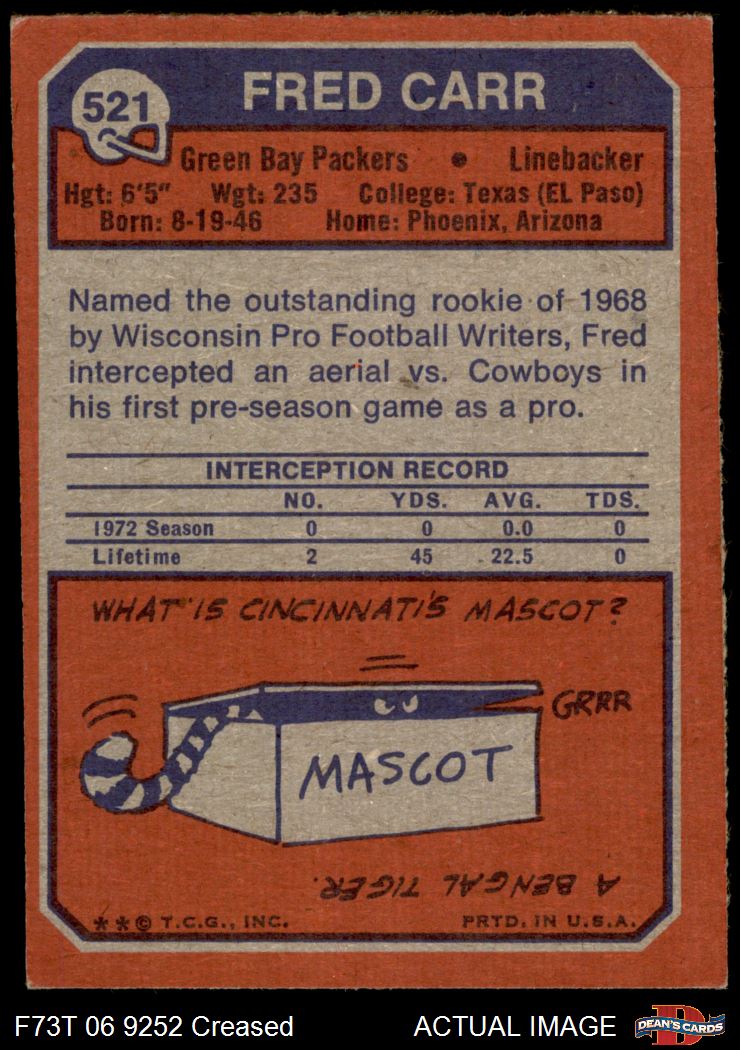 521
FRED CARR
Green Bay Packers • Linebacker
Hgt: 6'5" Wgt: 235 College: Texas (EL Paso)
Born: 8-19-46 Home: Phoenix, Arizona
Named the outstanding rookie of 1968
by Wisconsin Pro Football Writers, Fred
intercepted an aerial vs. Cowboys in
his first pre-season game as a pro.
INTERCEPTION RECORD
NO. YDS. AVG. TDS.
1972 Season 0 0 0.0 0
Lifetime 2 45 22.5 0
WHAT IS CINCINNATI'S MASCOT?
GRRR
MASCOT
A BENGAL TIGER.
**© T.C.G., INC. PRTD. IN U.S.A.
F73T 06 9252 Creased ACTUAL IMAGE
DEAN'S CARDS